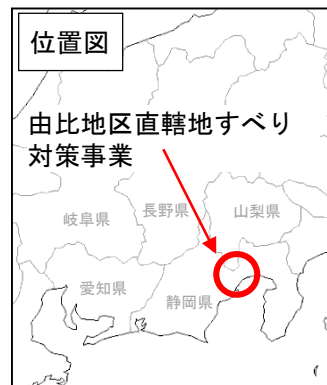 位置図
由比地区直轄地すべり
対策事業
岐阜県
長野県
山梨県
愛知県
静岡県